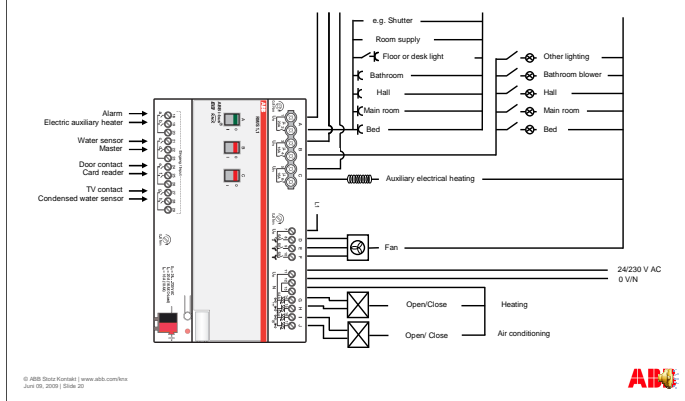 e.g. Shutter
Room supply
Floor or desk light
Bathroom
Hall
Main room
Bed
Other lighting
Bathroom blower
Hall
Main room
Bed
Alarm
Electric auxiliary heater
Water sensor
Master
Door contact
Card reader
TV contact
Condensed water sensor
A
B
C
Auxiliary electrical heating
L1
Fan
24/230 V AC
0 V/N
Open/Close
Heating
Open/ Close
Air conditioning
© ABB Stotz Kontakt | www.abb.com/knx
Juni 09, 2009 | Slide 20
ABB